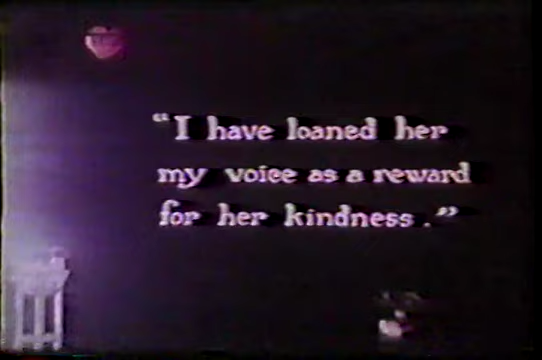 “I have loaned her
my voice as a reward
for her kindness.”